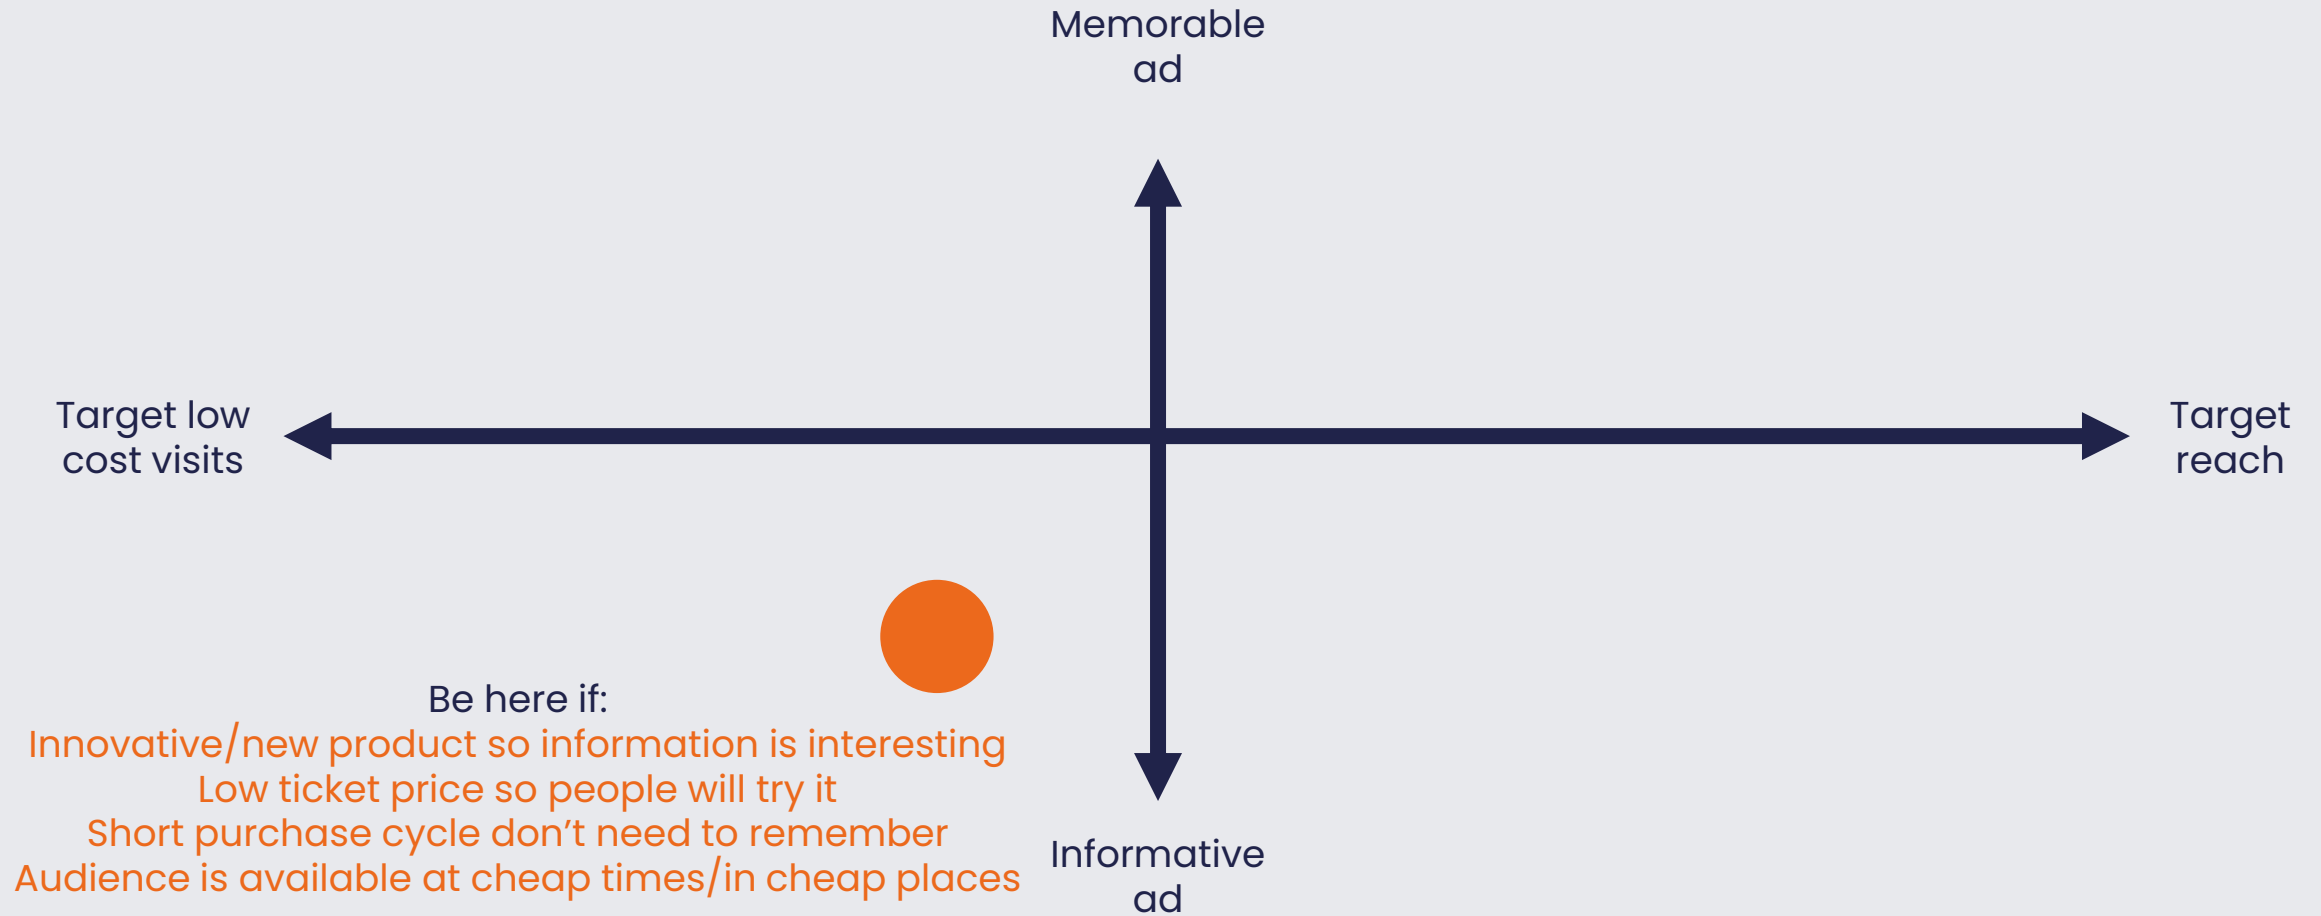 Memorable
ad
Target low
cost visits
Target
reach
Be here if:
Innovative/new product so information is interesting
Low ticket price so people will try it
Short purchase cycle don’t need to remember
Audience is available at cheap times/in cheap places
Informative
ad